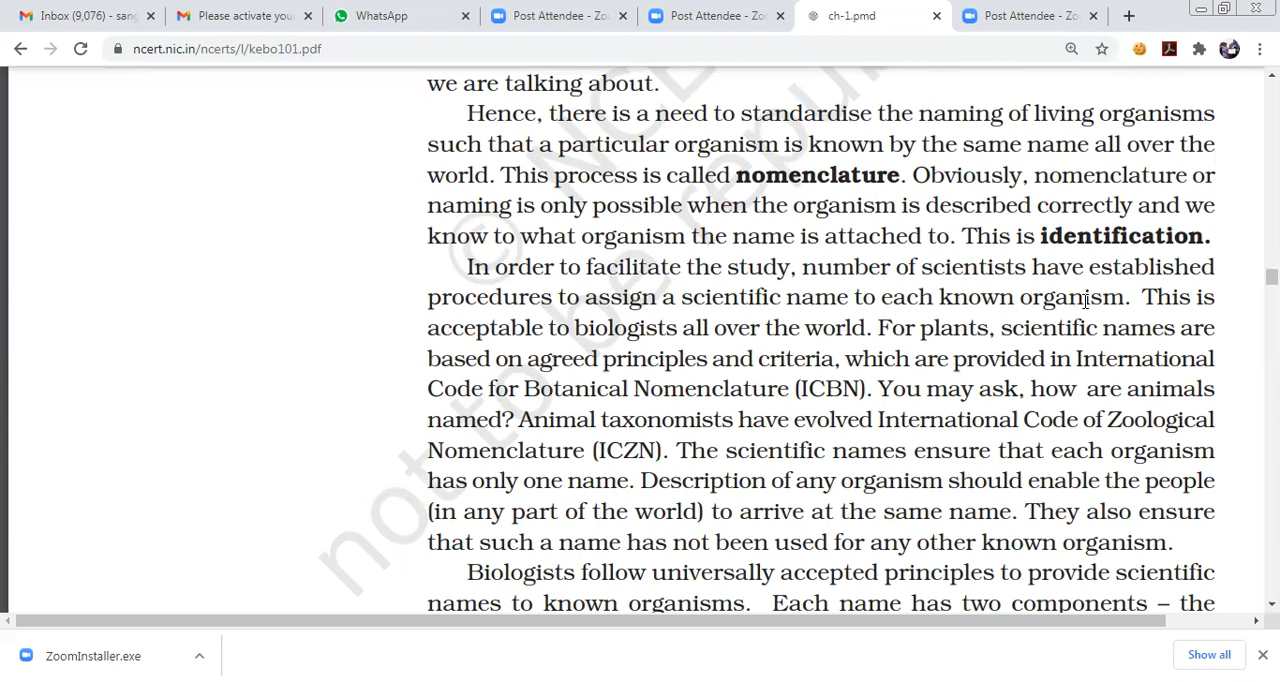 Inbox (9,076) - sang
Please activate you
WhatsApp
Post Attendee - Zo
Post Attendee - Zo
ch-1.pmd
Post Attendee - Zo
ncert.nic.in/ncerts/l/kebo101.pdf
we are talking about.
Hence, there is a need to standardise the naming of living organisms
such that a particular organism is known by the same name all over the
world. This process is called nomenclature. Obviously, nomenclature or
naming is only possible when the organism is described correctly and we
know to what organism the name is attached to. This is identification.
In order to facilitate the study, number of scientists have established
procedures to assign a scientific name to each known organism. This is
acceptable to biologists all over the world. For plants, scientific names are
based on agreed principles and criteria, which are provided in International
Code for Botanical Nomenclature (ICBN). You may ask, how are animals
named? Animal taxonomists have evolved International Code of Zoological
Nomenclature (ICZN). The scientific names ensure that each organism
has only one name. Description of any organism should enable the people
(in any part of the world) to arrive at the same name. They also ensure
that such a name has not been used for any other known organism.
Biologists follow universally accepted principles to provide scientific
names to known organisms. Each name has two components – the
© NCE
not to be repu
ZoomInstaller.exe
Show all